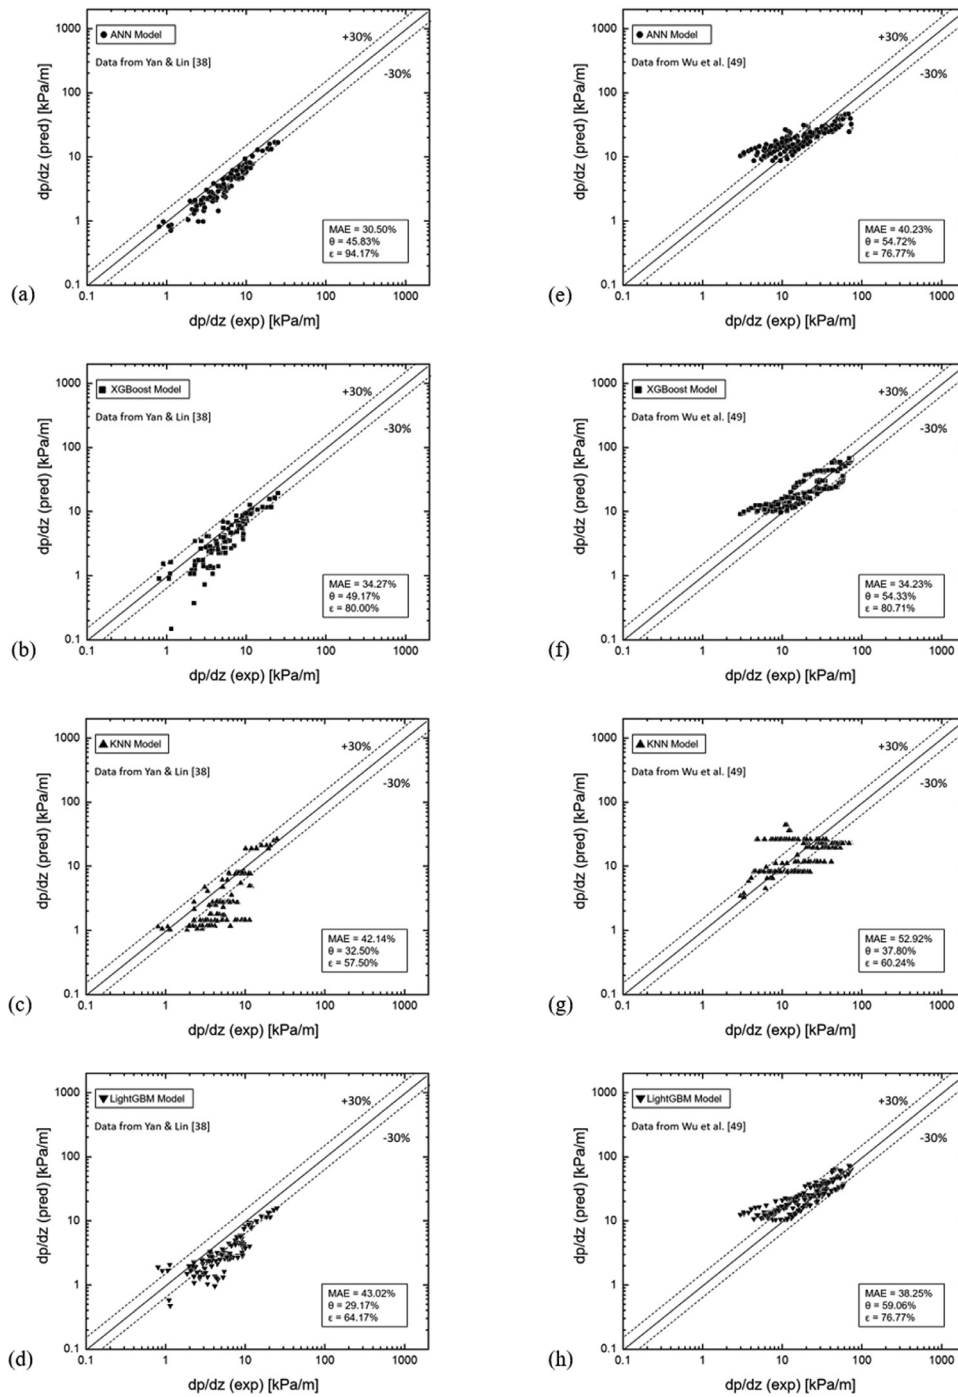 1000
100
10
1
0.1
dp/dz (pred) [kPa/m]
ANN Model
Data from Yan & Lin [38]
+30%
-30%
MAE = 30.50%
θ = 45.83%
ε = 94.17%
0.1 1 10 100 1000
dp/dz (exp) [kPa/m]
(a)
1000
100
10
1
0.1
dp/dz (pred) [kPa/m]
ANN Model
Data from Wu et al. [49]
+30%
-30%
MAE = 40.23%
θ = 54.72%
ε = 76.77%
0.1 1 10 100 1000
dp/dz (exp) [kPa/m]
(e)
1000
100
10
1
0.1
dp/dz (pred) [kPa/m]
XGBoost Model
Data from Yan & Lin [38]
+30%
-30%
MAE = 34.27%
θ = 49.17%
ε = 80.00%
0.1 1 10 100 1000
dp/dz (exp) [kPa/m]
(b)
1000
100
10
1
0.1
dp/dz (pred) [kPa/m]
XGBoost Model
Data from Wu et al. [49]
+30%
-30%
MAE = 34.23%
θ = 54.33%
ε = 80.71%
0.1 1 10 100 1000
dp/dz (exp) [kPa/m]
(f)
1000
100
10
1
0.1
dp/dz (pred) [kPa/m]
KNN Model
Data from Yan & Lin [38]
+30%
-30%
MAE = 42.14%
θ = 32.50%
ε = 57.50%
0.1 1 10 100 1000
dp/dz (exp) [kPa/m]
(c)
1000
100
10
1
0.1
dp/dz (pred) [kPa/m]
KNN Model
Data from Wu et al. [49]
+30%
-30%
MAE = 52.92%
θ = 37.80%
ε = 60.24%
0.1 1 10 100 1000
dp/dz (exp) [kPa/m]
(g)
1000
100
10
1
0.1
dp/dz (pred) [kPa/m]
LightGBM Model
Data from Yan & Lin [38]
+30%
-30%
MAE = 43.02%
θ = 29.17%
ε = 64.17%
0.1 1 10 100 1000
dp/dz (exp) [kPa/m]
(d)
1000
100
10
1
0.1
dp/dz (pred) [kPa/m]
LightGBM Model
Data from Wu et al. [49]
+30%
-30%
MAE = 38.25%
θ = 59.06%
ε = 76.77%
0.1 1 10 100 1000
dp/dz (exp) [kPa/m]
(h)